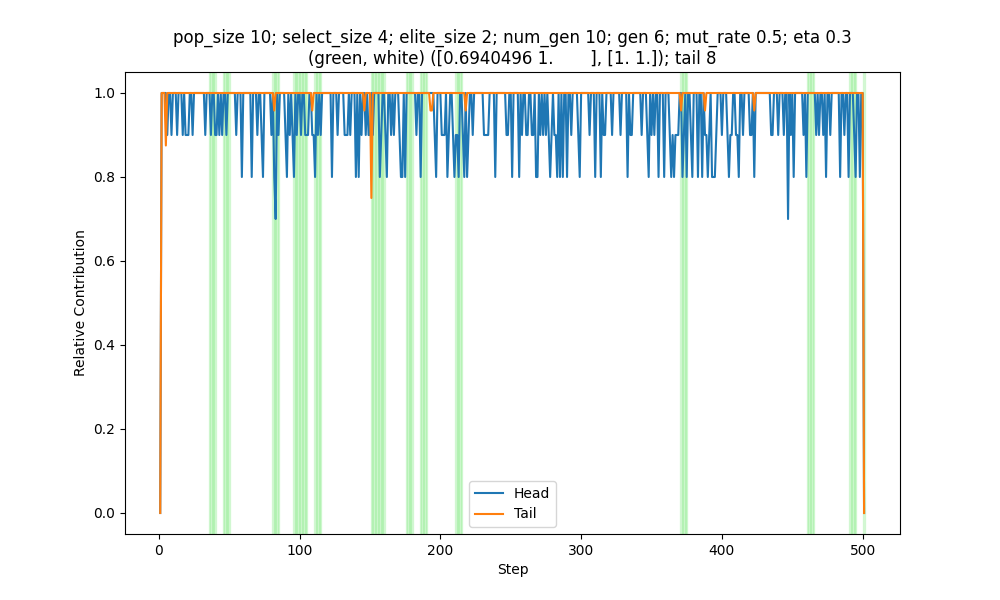 pop_size 10; select_size 4; elite_size 2; num_gen 10; gen 6; mut_rate 0.5; eta 0.3
(green, white) ([0.6940496 1.        ], [1. 1.]); tail 8
1.0
0.8
0.6
0.4
0.2
0.0
Relative Contribution
Head
Tail
0
100
200
300
400
500
Step